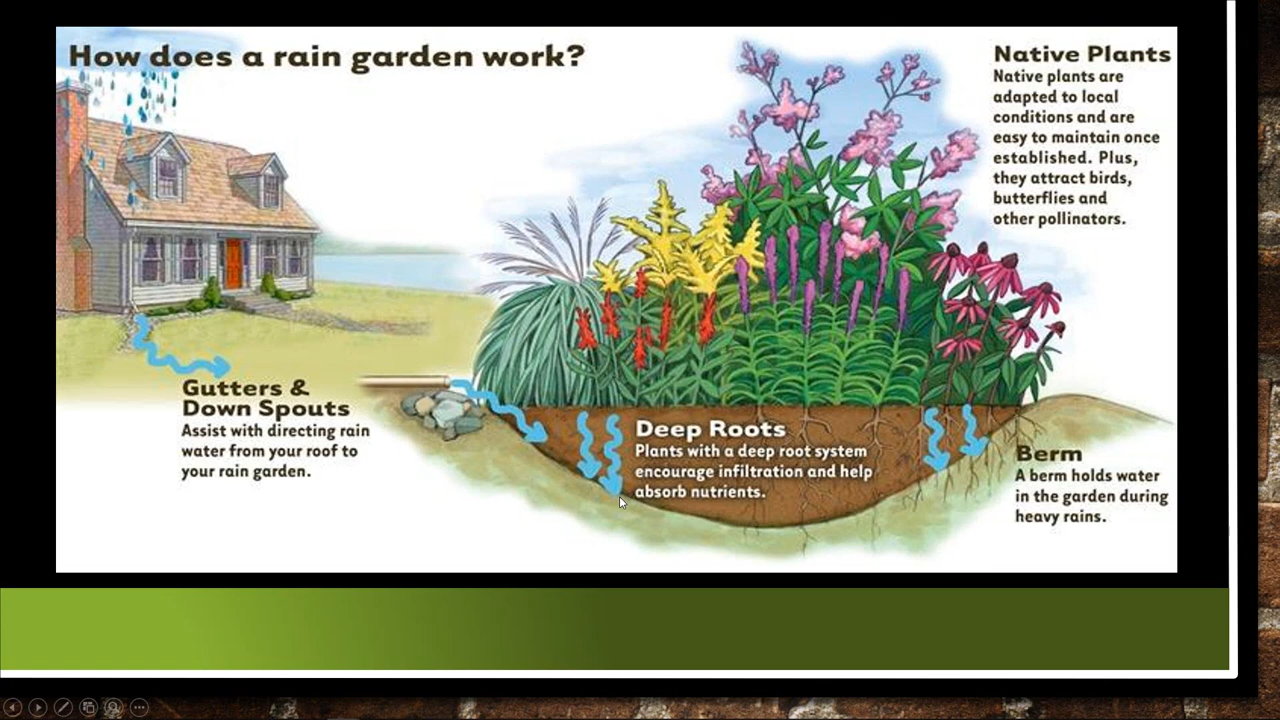 How does a rain garden work?
Native Plants
Native plants are
adapted to local
conditions and are
easy to maintain once
established. Plus,
they attract birds,
butterflies and
other pollinators.
Gutters &
Down Spouts
Assist with directing rain
water from your roof to
your rain garden.
Deep Roots
Plants with a deep root system
encourage infiltration and help
absorb nutrients.
Berm
A berm holds water
in the garden during
heavy rains.